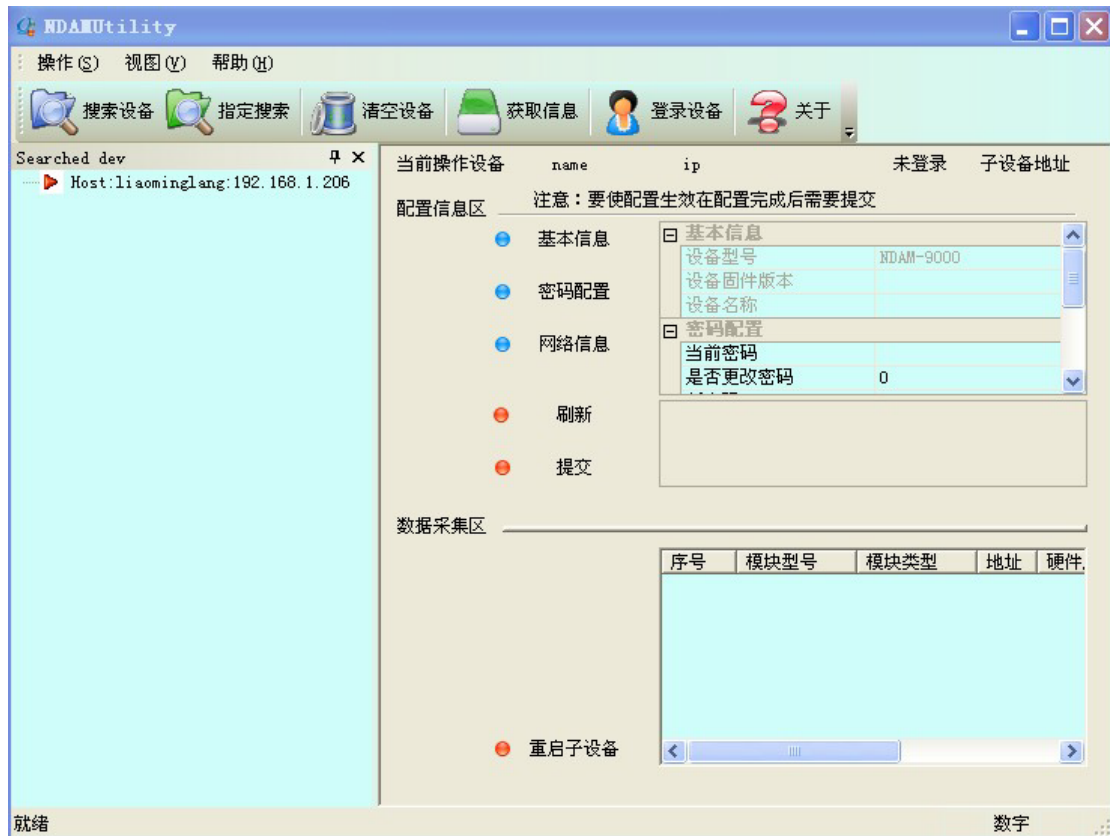 NDAMUtility
操作(S) 视图(V) 帮助(H)
搜索设备 指定搜索 清空设备 获取信息 登录设备 关于
Searched dev
Host:liaominglang:192.168.1.206
当前操作设备 name ip 未登录 子设备地址
配置信息区 注意：要使配置生效在配置完成后需要提交
基本信息
密码配置
网络信息
刷新
提交
基本信息
设备型号 NDAM-9000
设备固件版本
设备名称
密码配置
当前密码
是否更改密码 0
数据采集区
序号 模块型号 模块类型 地址 硬件
重启子设备
就绪 数字